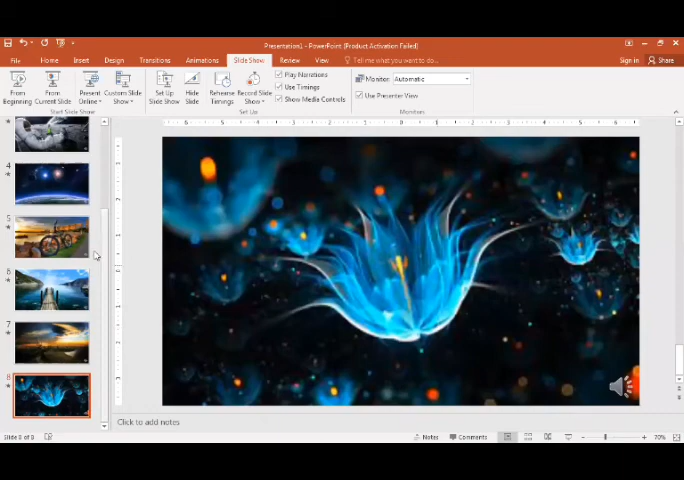 Presentation1 - PowerPoint (Product Activation Failed)
File Home Insert Design Transitions Animations Slide Show Review View Tell me what you want to do... Sign in Share
From Beginning
From Current Slide
Present Online
Custom Slide Show
Set Up Slide Show
Hide Slide
Rehearse Timings
Record Slide Show
Play Narrations
Use Timings
Show Media Controls
Monitor: Automatic
Use Presenter View
Start Slide Show
Set Up
Monitors
4
5
6
7
8
Click to add notes
Slide 8 of 8
Notes Comments 70%